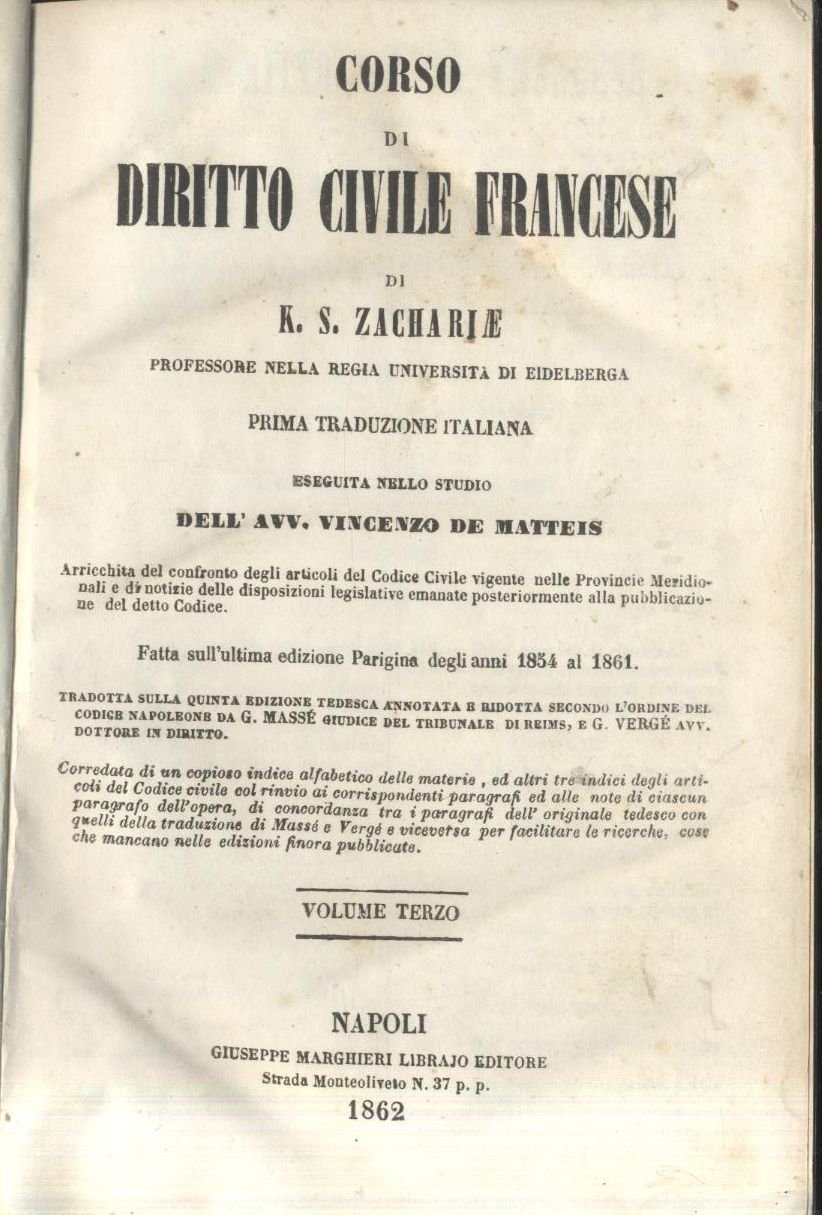 CORSO
DI
DIRITTO CIVILE FRANCESE
DI
K. S. ZACHARIÆ
PROFESSORE NELLA REGIA UNIVERSITÀ DI EIDELBERGA
PRIMA TRADUZIONE ITALIANA
ESEGUITA NELLO STUDIO
DELL' AVV. VINCENZO DE MATTEIS
Arricchita del confronto degli articoli del Codice Civile vigente nelle Provincie Meridio-
nali e di notizie delle disposizioni legislative emanate posteriormente alla pubblicazio-
ne del detto Codice.
Fatta sull'ultima edizione Parigina degli anni 1854 al 1861.
TRADOTTA SULLA QUINTA EDIZIONE TEDESCA ANNOTATA E RIDOTTA SECONDO L'ORDINE DEL
CODICE NAPOLEONE DA G. MASSÉ GIUDICE DEL TRIBUNALE DI REIMS, E G. VERGÉ AVV.
DOTTORE IN DIRITTO.
Corredata di un copioso indice alfabetico delle materie, ed altri tre indici degli arti-
coli del Codice civile col rinvio ai corrispondenti paragrafi ed alle note di ciascun
paragrafo dell'opera, di concordanza tra i paragrafi dell' originale tedesco con
quelli della traduzione di Massé e Vergé e viceversa per facilitare le ricerche, cose
che mancano nelle edizioni finora pubblicate.
VOLUME TERZO
NAPOLI
GIUSEPPE MARGHIERI LIBRAJO EDITORE
Strada Monteoliveto N. 37 p. p.
1862